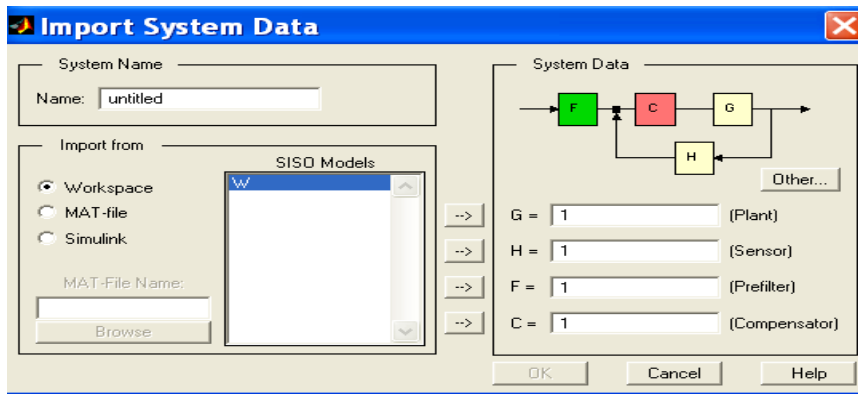 Import System Data
System Name
Name: untitled
Import from
Workspace
MAT-file
Simulink
MAT-File Name:
Browse
SISO Models
W
-->
-->
-->
-->
System Data
F
C
G
H
Other...
G = 1 (Plant)
H = 1 (Sensor)
F = 1 (Prefilter)
C = 1 (Compensator)
OK
Cancel
Help